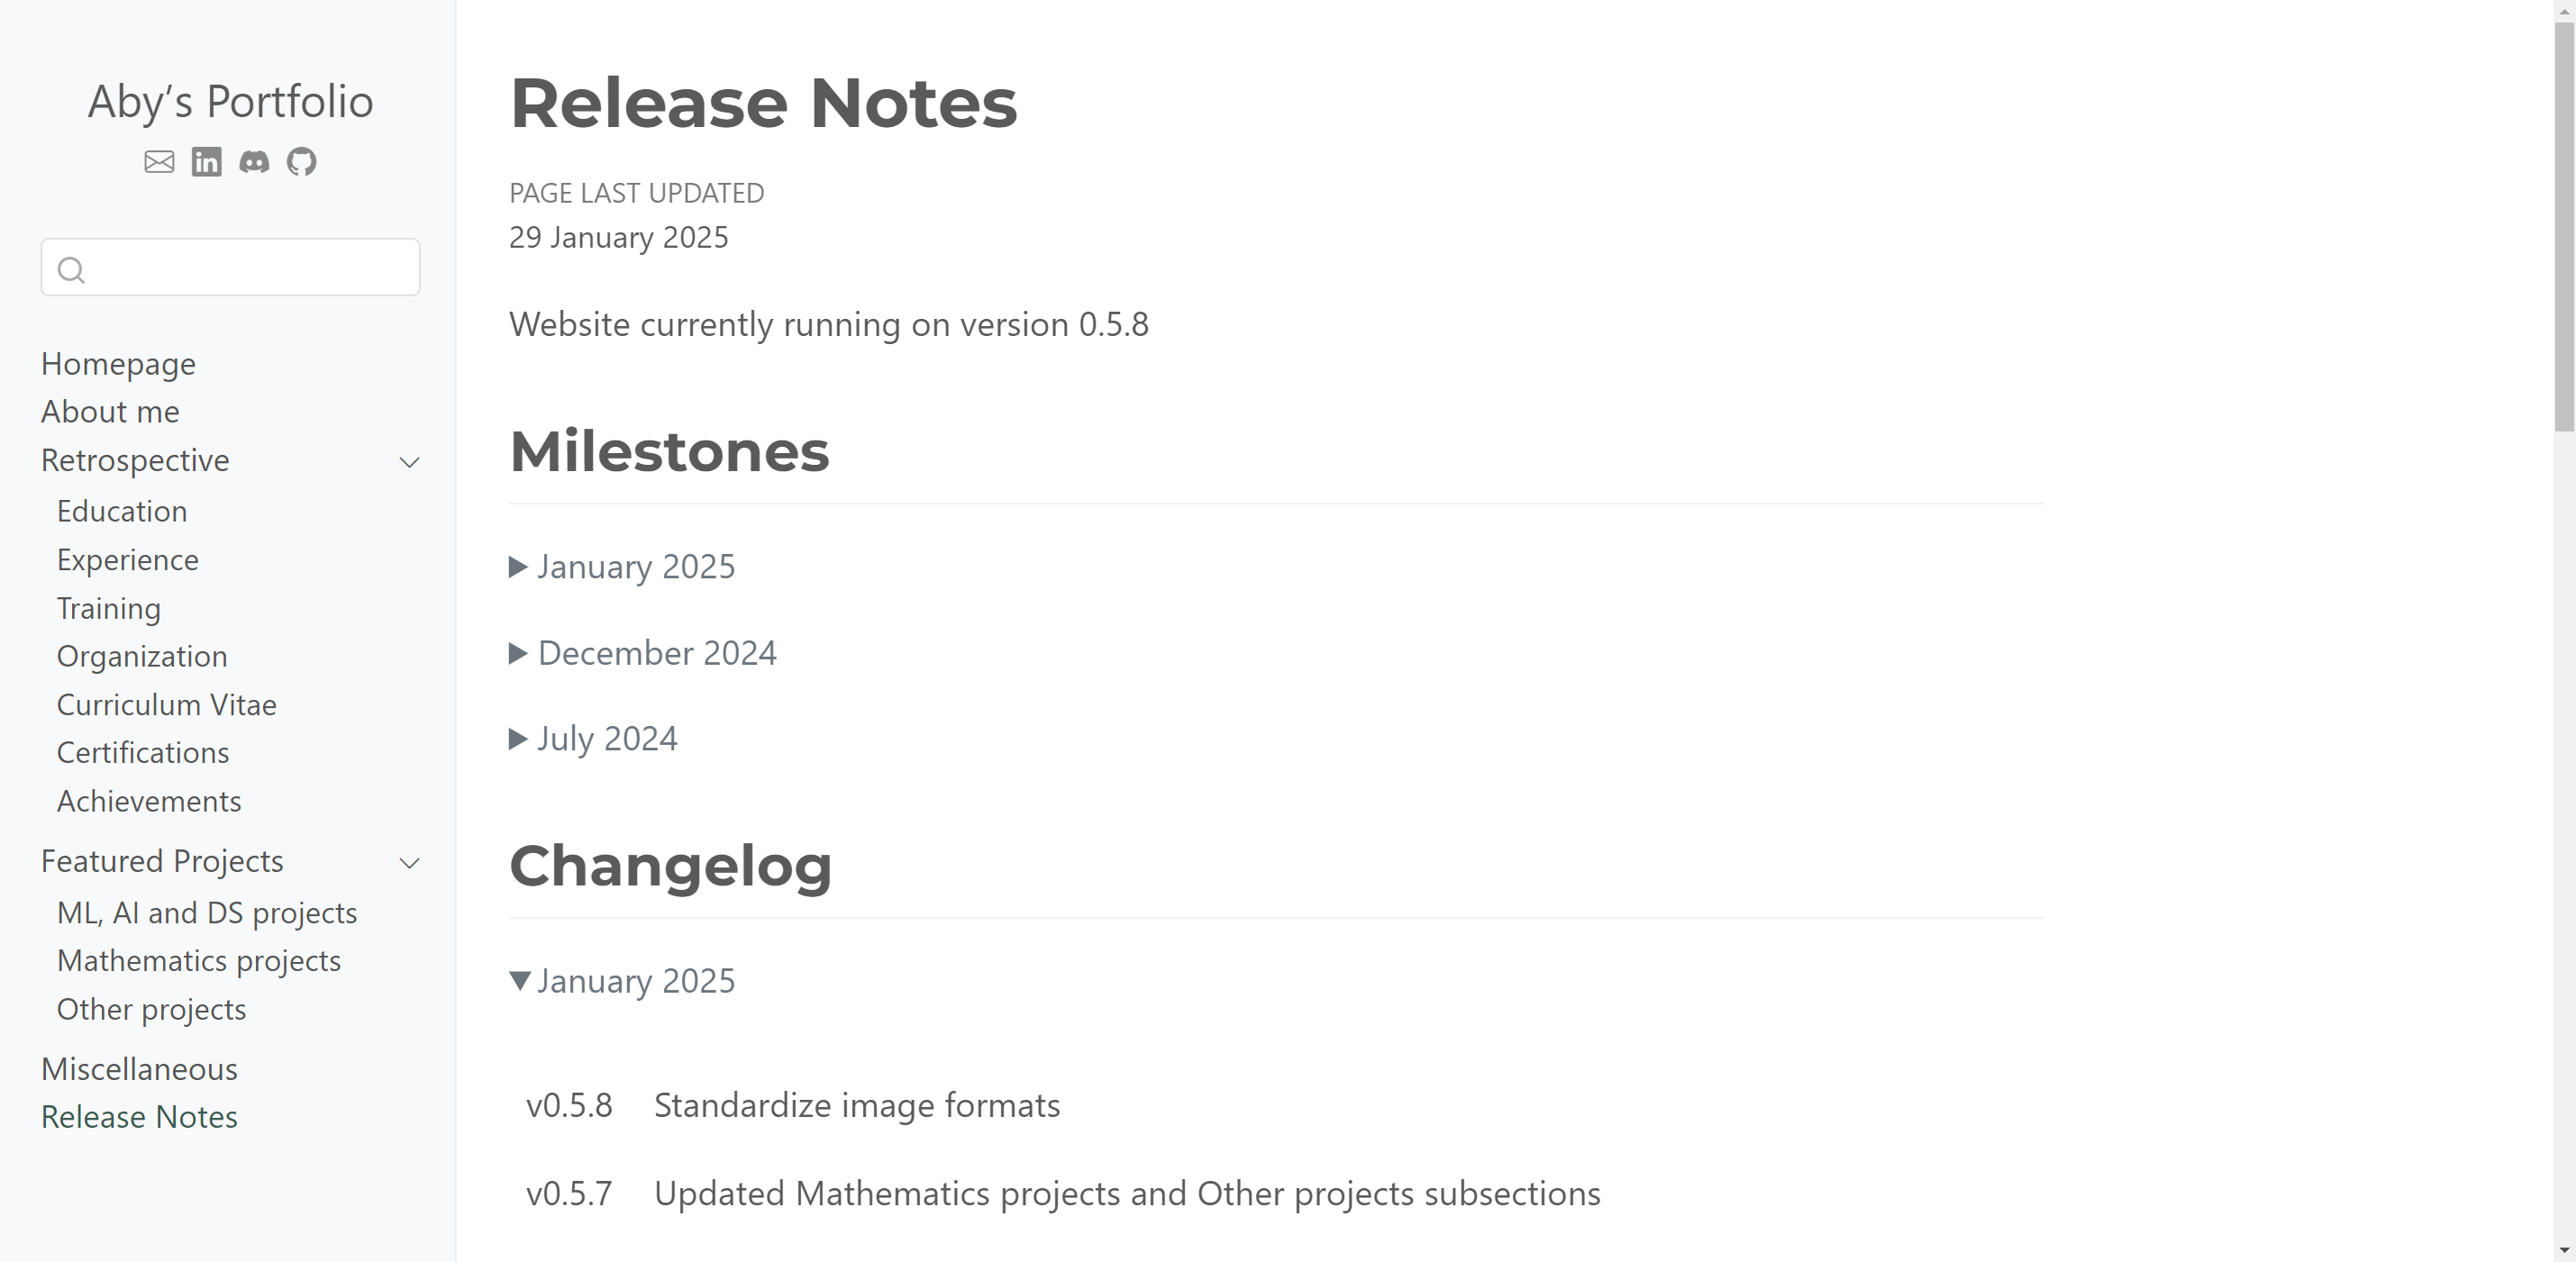 Aby’s Portfolio
Homepage
About me
Retrospective
Education
Experience
Training
Organization
Curriculum Vitae
Certifications
Achievements
Featured Projects
ML, AI and DS projects
Mathematics projects
Other projects
Miscellaneous
Release Notes
Release Notes
PAGE LAST UPDATED
29 January 2025
Website currently running on version 0.5.8
Milestones
January 2025
December 2024
July 2024
Changelog
January 2025
v0.5.8 Standardize image formats
v0.5.7 Updated Mathematics projects and Other projects subsections